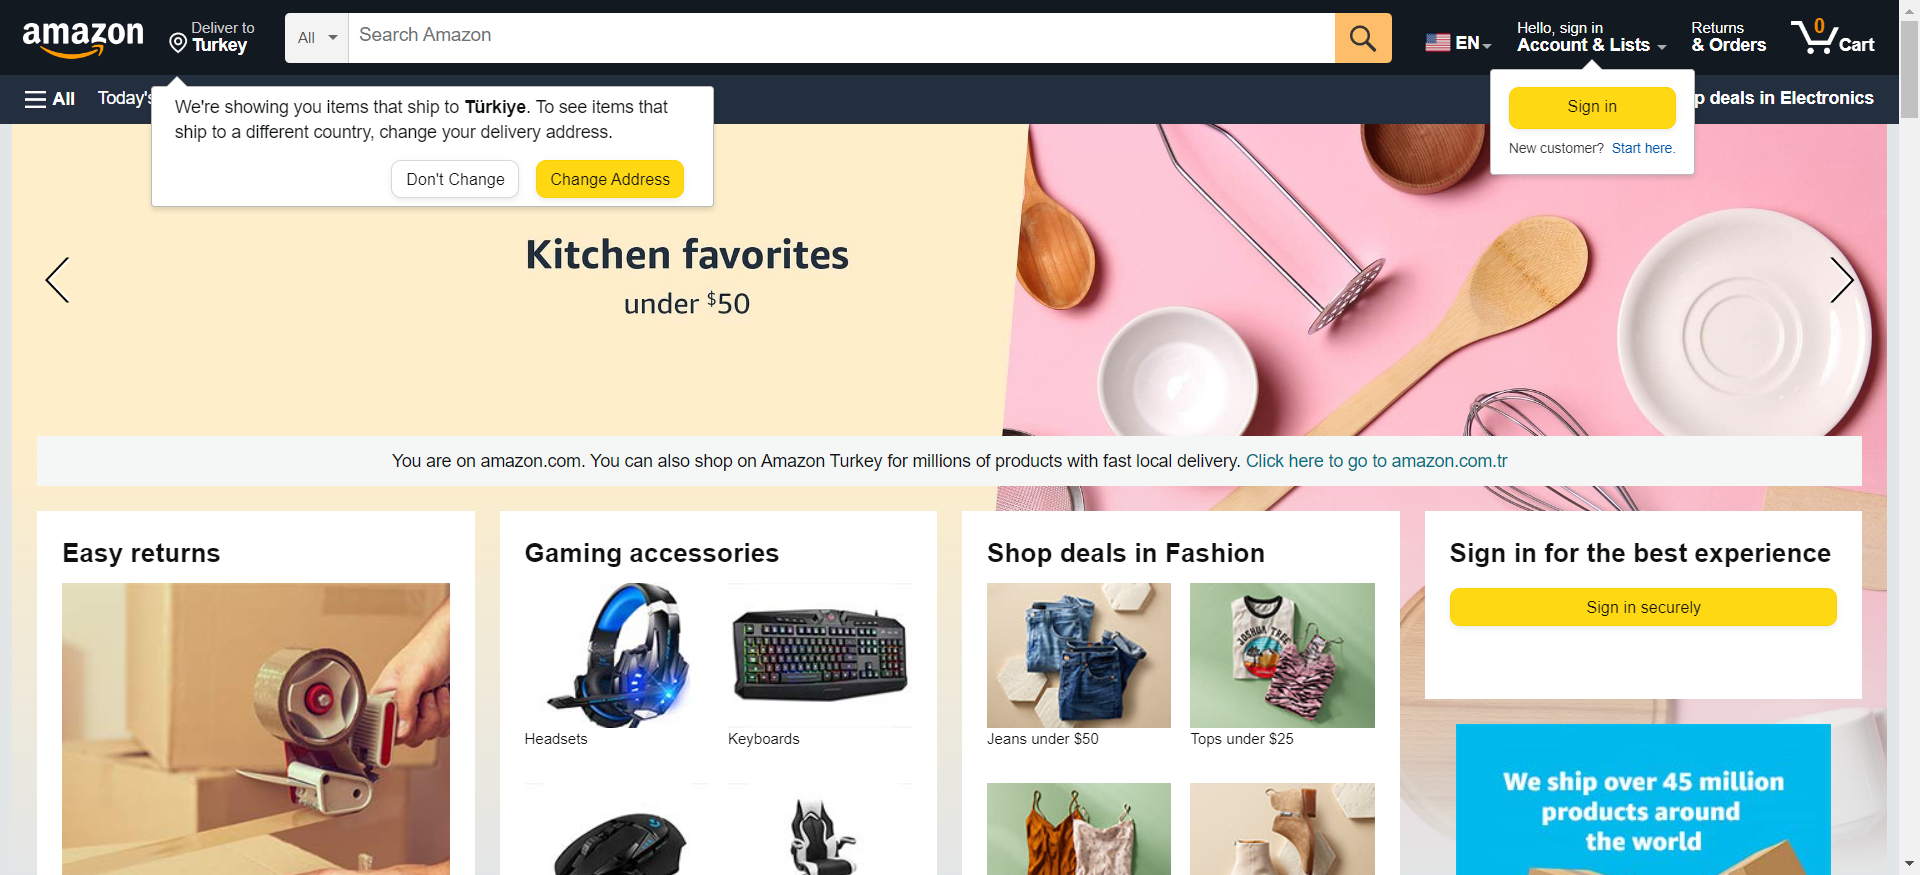 amazon
Deliver to
Turkey
All
Search Amazon
EN
Hello, sign in
Account & Lists
Returns
& Orders
0
Cart
All
Today's
p deals in Electronics
We're showing you items that ship to Türkiye. To see items that
ship to a different country, change your delivery address.
Don't Change
Change Address
Sign in
New customer? Start here.
Kitchen favorites
under $50
You are on amazon.com. You can also shop on Amazon Turkey for millions of products with fast local delivery. Click here to go to amazon.com.tr
Easy returns
Gaming accessories
Headsets
Keyboards
Shop deals in Fashion
JOSHUA TREE
Jeans under $50
Tops under $25
Sign in for the best experience
Sign in securely
We ship over 45 million
products around
the world